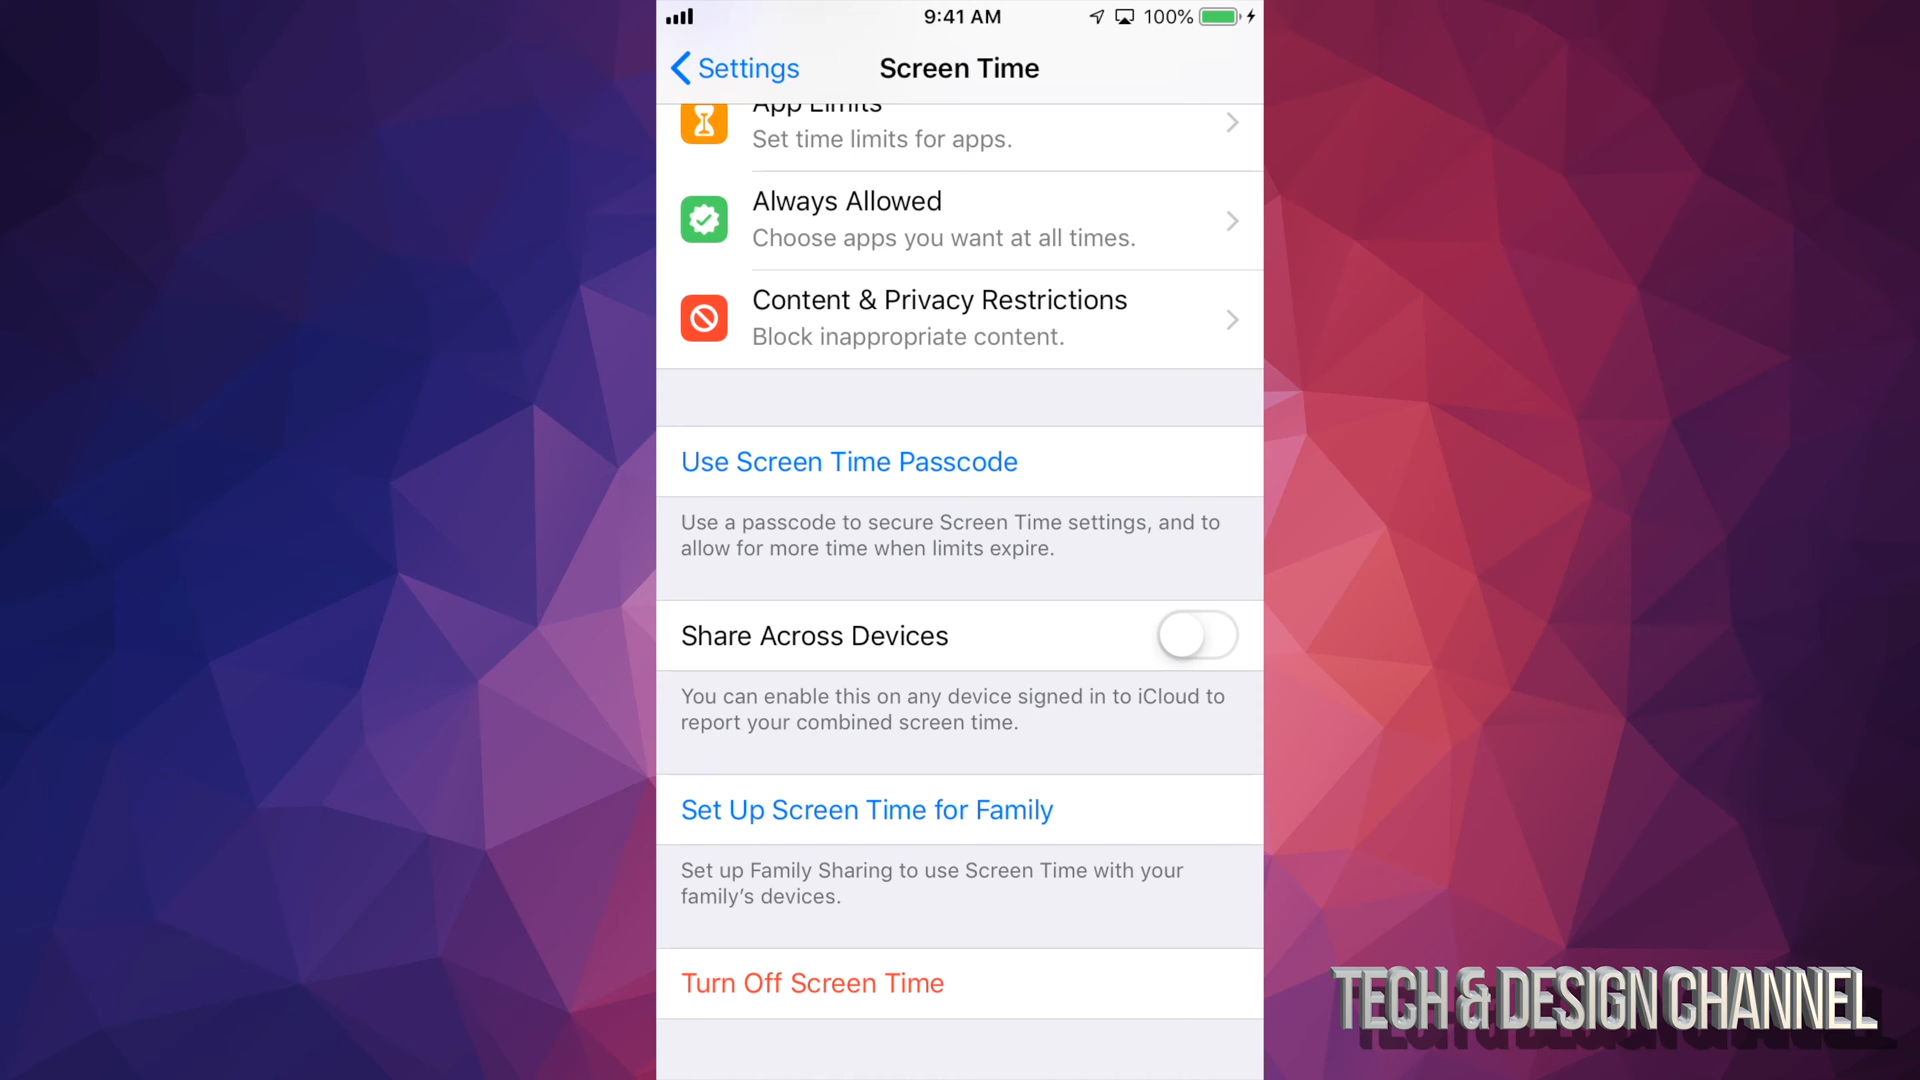 9:41 AM
100%
Settings
Screen Time
App Limits
Set time limits for apps.
Always Allowed
Choose apps you want at all times.
Content & Privacy Restrictions
Block inappropriate content.
Use Screen Time Passcode
Use a passcode to secure Screen Time settings, and to
allow for more time when limits expire.
Share Across Devices
You can enable this on any device signed in to iCloud to
report your combined screen time.
Set Up Screen Time for Family
Set up Family Sharing to use Screen Time with your
family’s devices.
Turn Off Screen Time
TECH & DESIGN CHANNEL